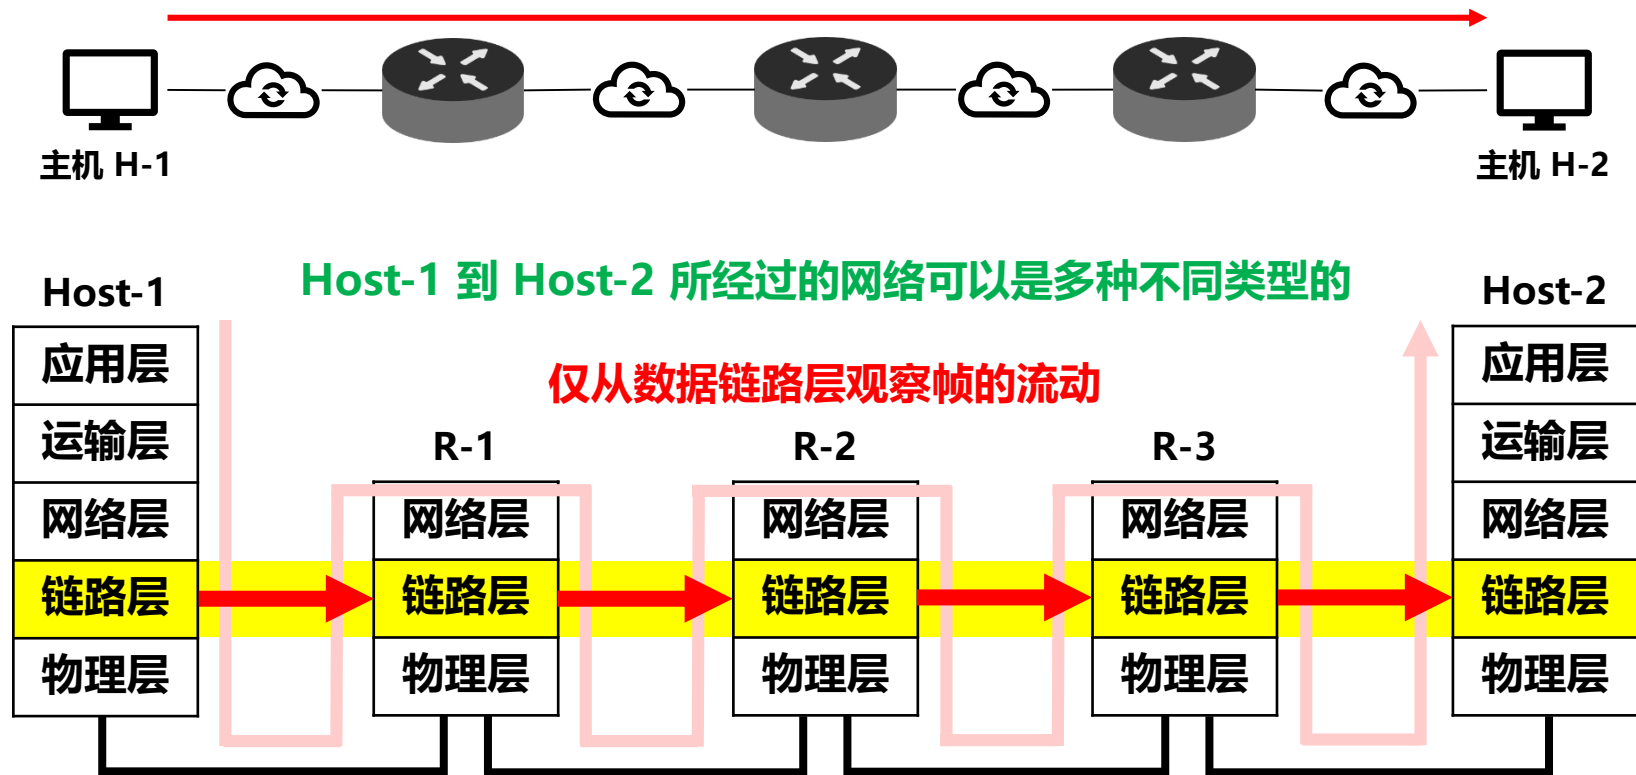 主机 H-1
主机 H-2
Host-1 到 Host-2 所经过的网络可以是多种不同类型的
仅从数据链路层观察帧的流动
Host-1
应用层
运输层
网络层
链路层
物理层
R-1
网络层
链路层
物理层
R-2
网络层
链路层
物理层
R-3
网络层
链路层
物理层
Host-2
应用层
运输层
网络层
链路层
物理层